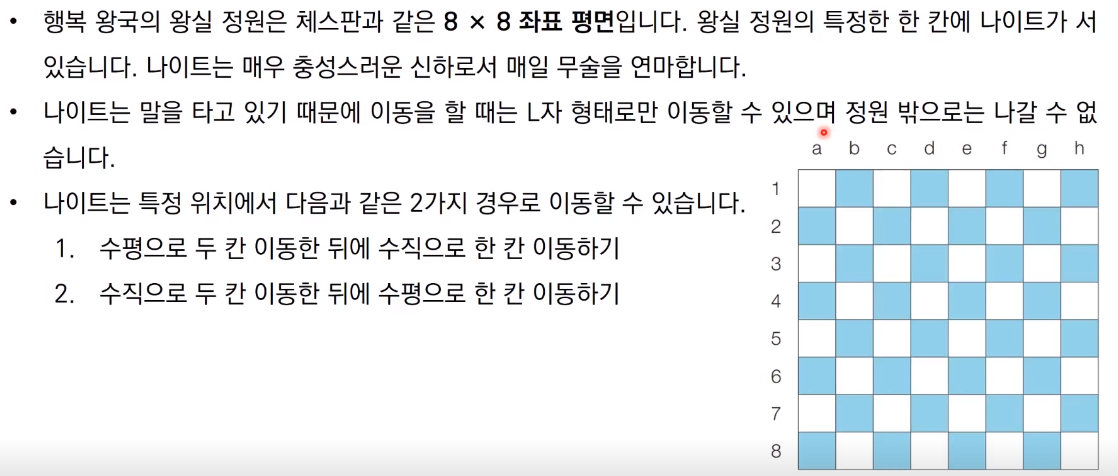 • 행복 왕국의 왕실 정원은 체스판과 같은 8 × 8 좌표 평면입니다. 왕실 정원의 특정한 한 칸에 나이트가 서
있습니다. 나이트는 매우 충성스러운 신하로서 매일 무술을 연마합니다.
• 나이트는 말을 타고 있기 때문에 이동을 할 때는 L자 형태로만 이동할 수 있으며 정원 밖으로는 나갈 수 없
습니다.
• 나이트는 특정 위치에서 다음과 같은 2가지 경우로 이동할 수 있습니다.
1. 수평으로 두 칸 이동한 뒤에 수직으로 한 칸 이동하기
2. 수직으로 두 칸 이동한 뒤에 수평으로 한 칸 이동하기
a b c d e f g h
1
2
3
4
5
6
7
8